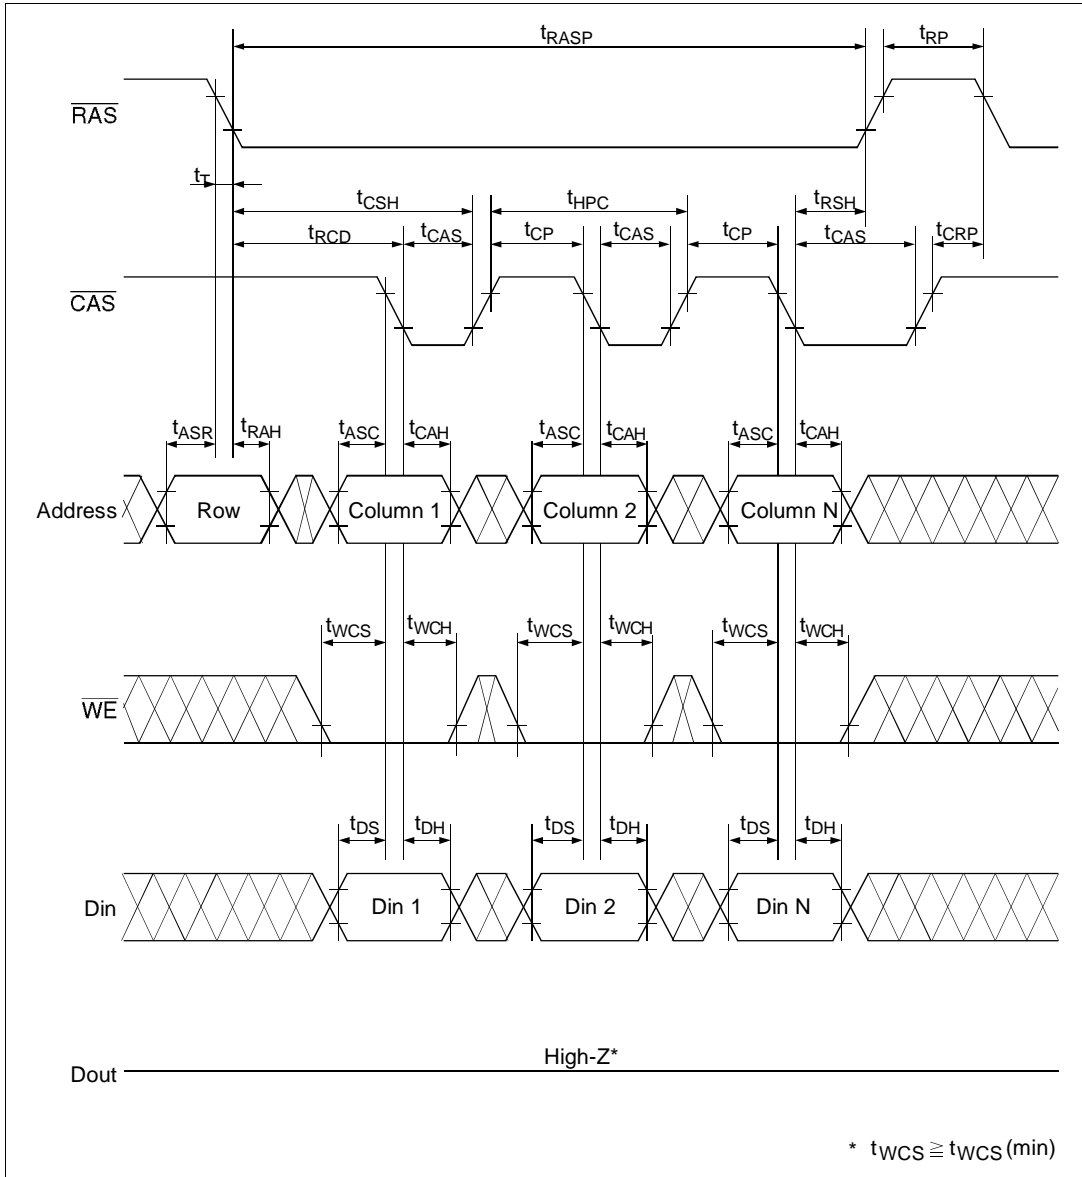 tRASP tRP
RAS
tT
tCSH tHPC tRSH
tRCD tCAS tCP tCAS tCP tCAS tCRP
CAS
tASR tRAH tASC tCAH tASC tCAH tASC tCAH
Address Row Column 1 Column 2 Column N
tWCS tWCH tWCS tWCH tWCS tWCH
WE
tDS tDH tDS tDH tDS tDH
Din Din 1 Din 2 Din N
High-Z*
Dout
* tWCS ≧ tWCS (min)